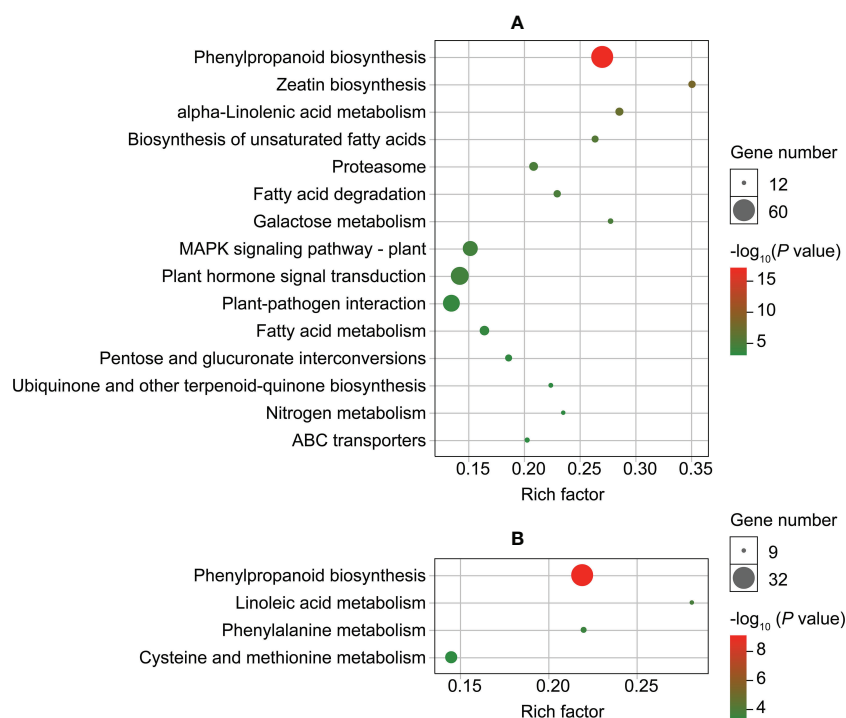 A
Phenylpropanoid biosynthesis
Zeatin biosynthesis
alpha-Linolenic acid metabolism
Biosynthesis of unsaturated fatty acids
Proteasome
Fatty acid degradation
Galactose metabolism
MAPK signaling pathway - plant
Plant hormone signal transduction
Plant-pathogen interaction
Fatty acid metabolism
Pentose and glucuronate interconversions
Ubiquinone and other terpenoid-quinone biosynthesis
Nitrogen metabolism
ABC transporters
0.15 0.20 0.25 0.30 0.35
Rich factor
Gene number
12
60
-log10(P value)
15
10
5
B
Phenylpropanoid biosynthesis
Linoleic acid metabolism
Phenylalanine metabolism
Cysteine and methionine metabolism
0.15 0.20 0.25
Rich factor
Gene number
9
32
-log10 (P value)
8
6
4